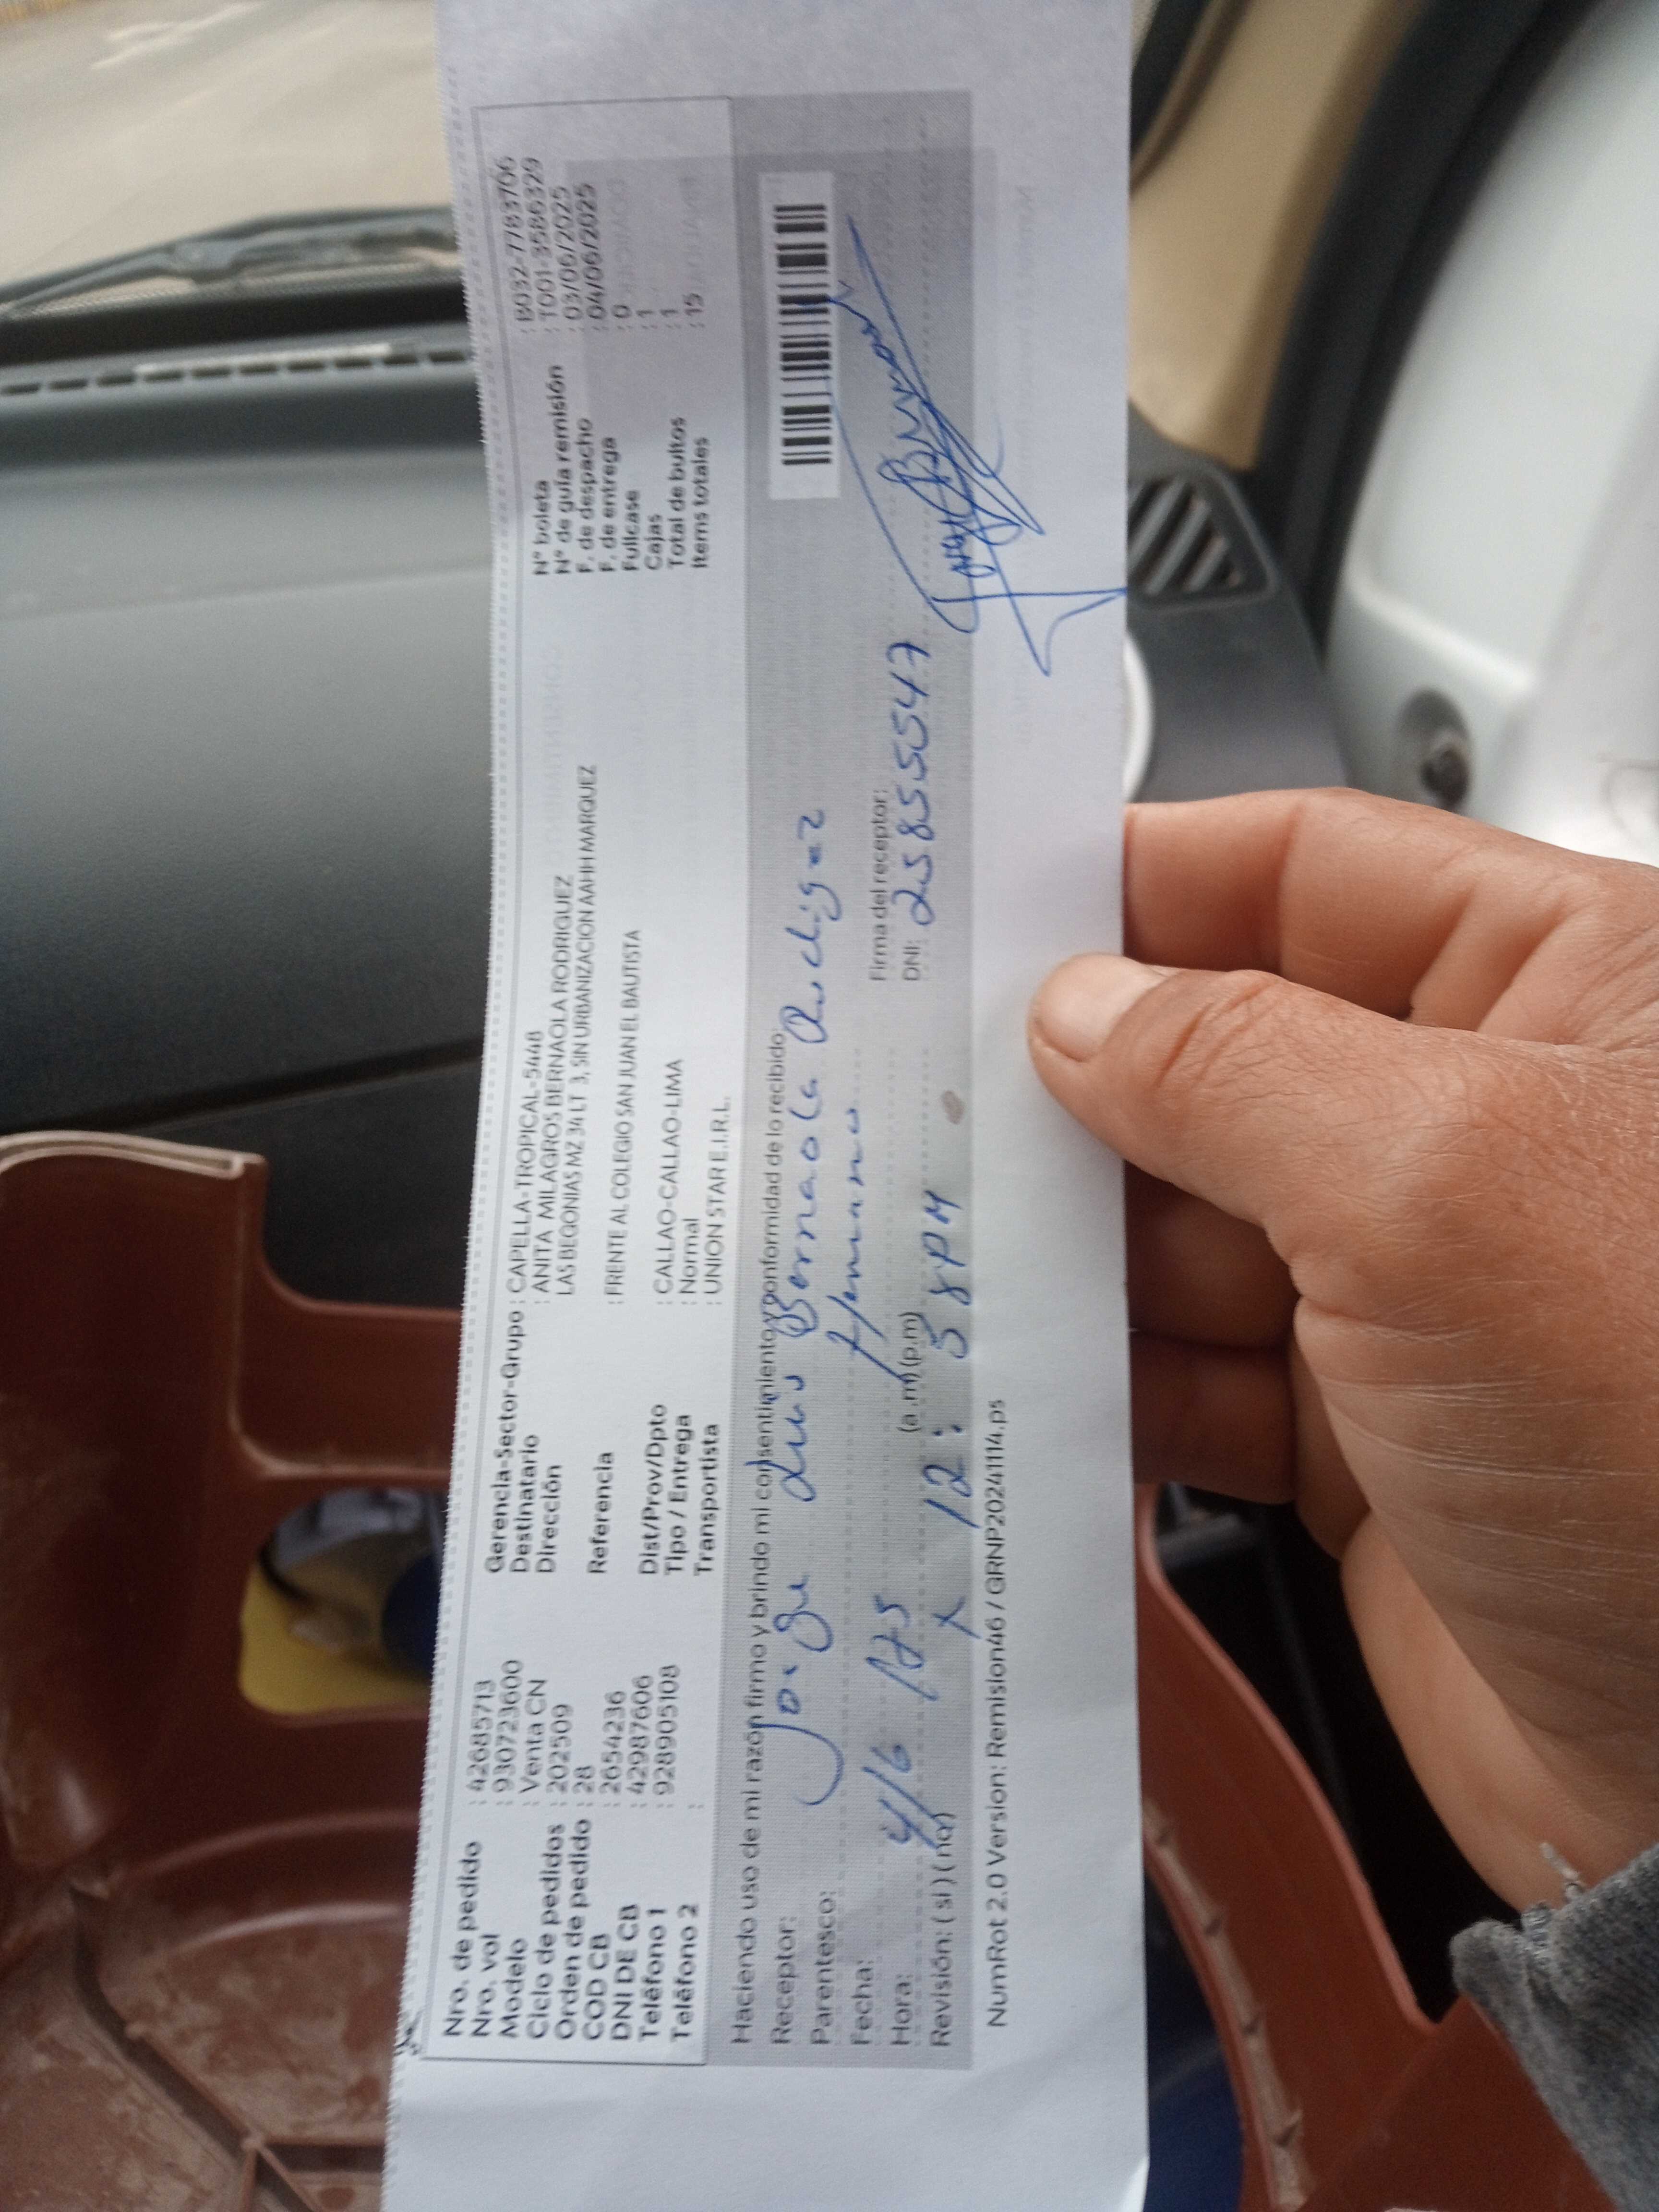 Nro. de pedido : 42685713
Nro. vol : 930723600
Modelo : Venta CN
Ciclo de pedidos : 202509
Orden de pedido : 28
COD CB : 2654236
DNI DE CB : 42987606
Teléfono 1 : 928905108
Teléfono 2 :
Gerencia-Sector-Grupo : CAPELLA-TROPICAL-5448
Destinatario : ANITA MILAGROS BERNAOLA RODRIGUEZ
Dirección LAS BEGONIAS MZ 34 LT 3, SIN URBANIZACION AAHH MARQUEZ
Referencia : FRENTE AL COLEGIO SAN JUAN EL BAUTISTA
Dist/Prov/Dpto : CALLAO-CALLAO-LIMA
Tipo / Entrega : Normal
Transportista : UNION STAR E.I.R.L.
N° boleta : B032-7783766
N° de guía remisión : T001-3586329
F. de despacho : 03/06/2025
F. de entrega : 04/06/2025
Fullcase : 0
Cajas : 1
Total de bultos : 1
Items totales : 15
Haciendo uso de mi razón firmo y brindo mi consentimiento y conformidad de lo recibido
Receptor: Jorge Luis Bernaola
Parentesco:
Fecha: 4/6
Hora: 12:58 PM (a.m) (p.m)
Revisión: ( si ) ( no )
Firma del receptor:
DNI: 25855547
NumRot 2.0 Version: Remision46 / GRNP20241114.ps